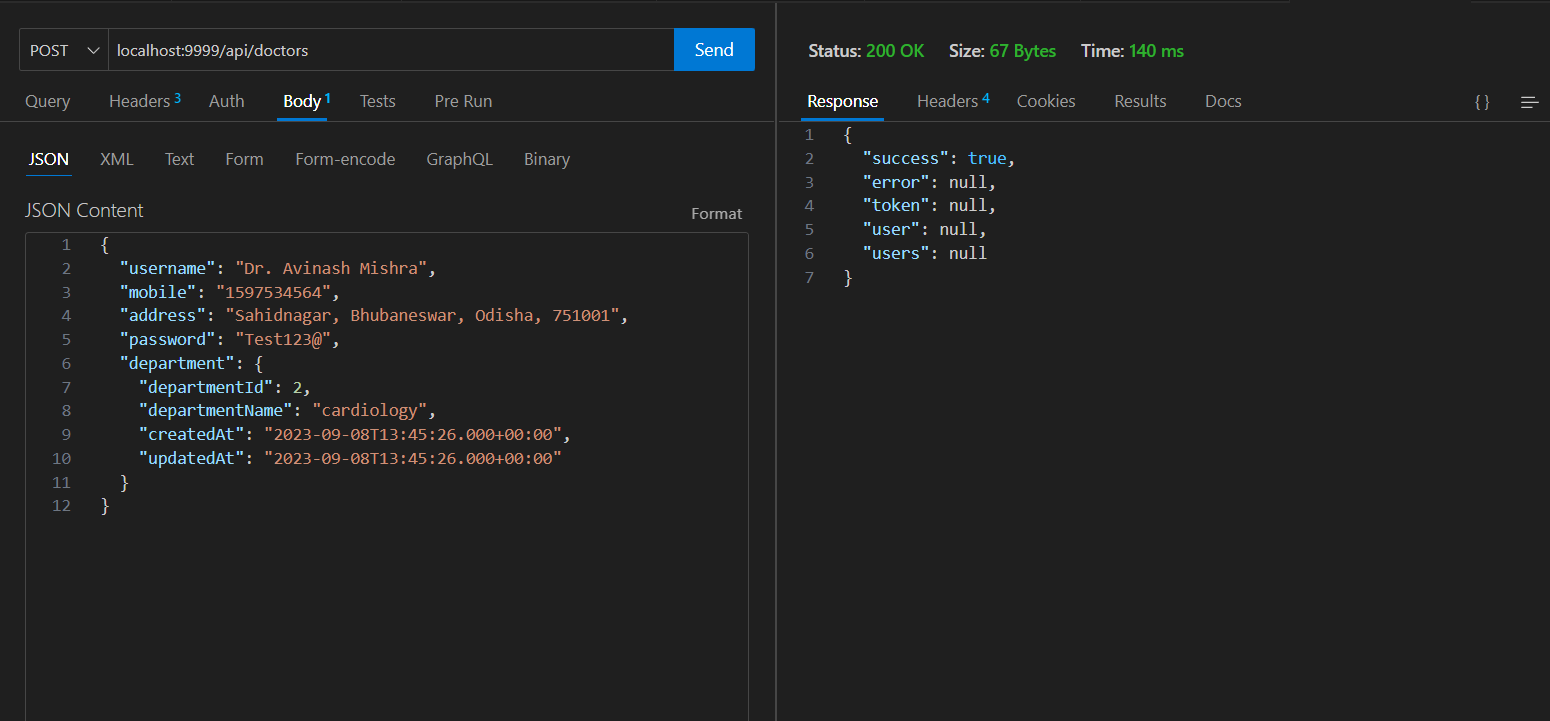 POST localhost:9999/api/doctors Send
Query Headers 3 Auth Body 1 Tests Pre Run
JSON XML Text Form Form-encode GraphQL Binary
JSON Content Format
1 {
2 "username": "Dr. Avinash Mishra",
3 "mobile": "1597534564",
4 "address": "Sahidnagar, Bhubaneswar, Odisha, 751001",
5 "password": "Test123@",
6 "department": {
7 "departmentId": 2,
8 "departmentName": "cardiology",
9 "createdAt": "2023-09-08T13:45:26.000+00:00",
10 "updatedAt": "2023-09-08T13:45:26.000+00:00"
11 }
12 }
Status: 200 OK Size: 67 Bytes Time: 140 ms
Response Headers 4 Cookies Results Docs {}
1 {
2 "success": true,
3 "error": null,
4 "token": null,
5 "user": null,
6 "users": null
7 }